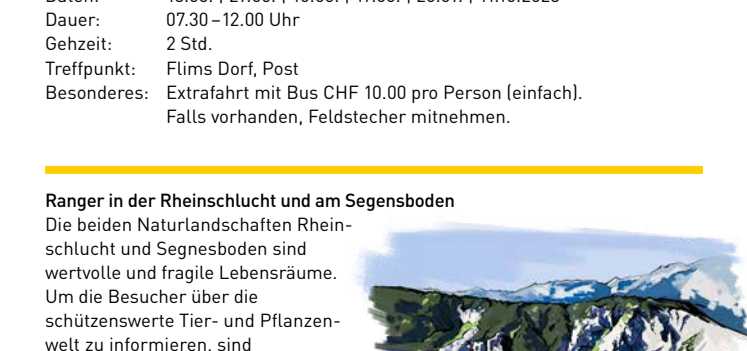 Dauer: 07.30 – 12.00 Uhr
Gehzeit: 2 Std.
Treffpunkt: Flims Dorf, Post
Besonderes: Extrafahrt mit Bus CHF 10.00 pro Person (einfach).
Falls vorhanden, Feldstecher mitnehmen.
Ranger in der Rheinschlucht und am Segensboden
Die beiden Naturlandschaften Rhein-
schlucht und Segnesboden sind
wertvolle und fragile Lebensräume.
Um die Besucher über die
schützenswerte Tier- und Pflanzen-
welt zu informieren, sind